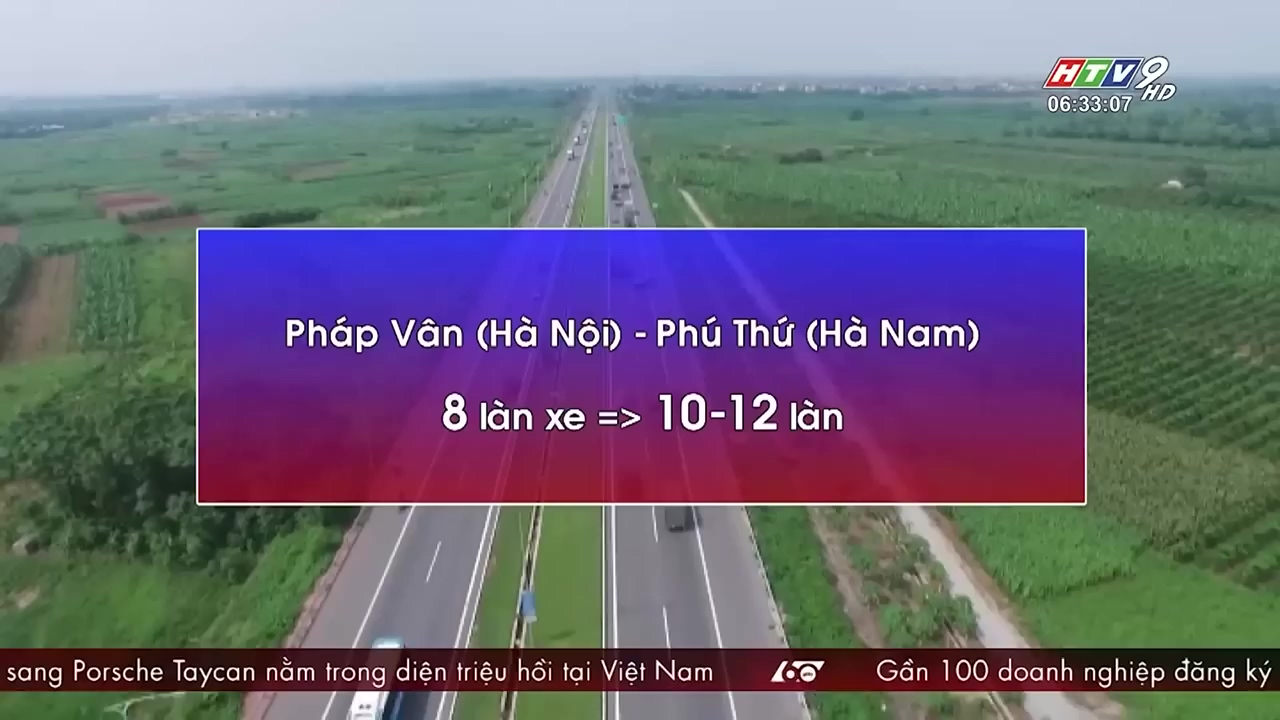 HTV9
HD
06:33:07
Pháp Vân (Hà Nội) - Phú Thứ (Hà Nam)
8 làn xe => 10-12 làn
sang Porsche Taycan nằm trong diện triệu hồi tại Việt Nam
60
Gần 100 doanh nghiệp đăng ký